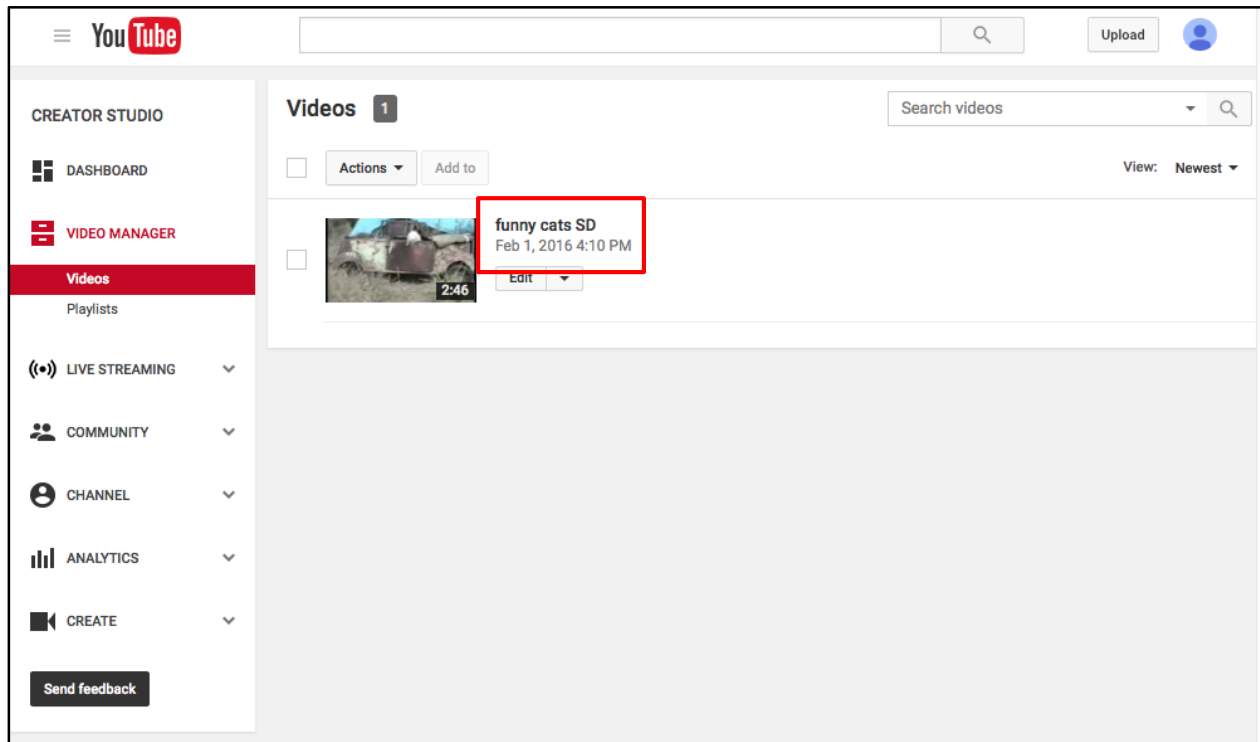 YouTube
Upload
CREATOR STUDIO
DASHBOARD
VIDEO MANAGER
Videos
Playlists
LIVE STREAMING
COMMUNITY
CHANNEL
ANALYTICS
CREATE
Send feedback
Videos 1
Search videos
Actions Add to
View: Newest
funny cats SD
Feb 1, 2016 4:10 PM
Edit
2:46